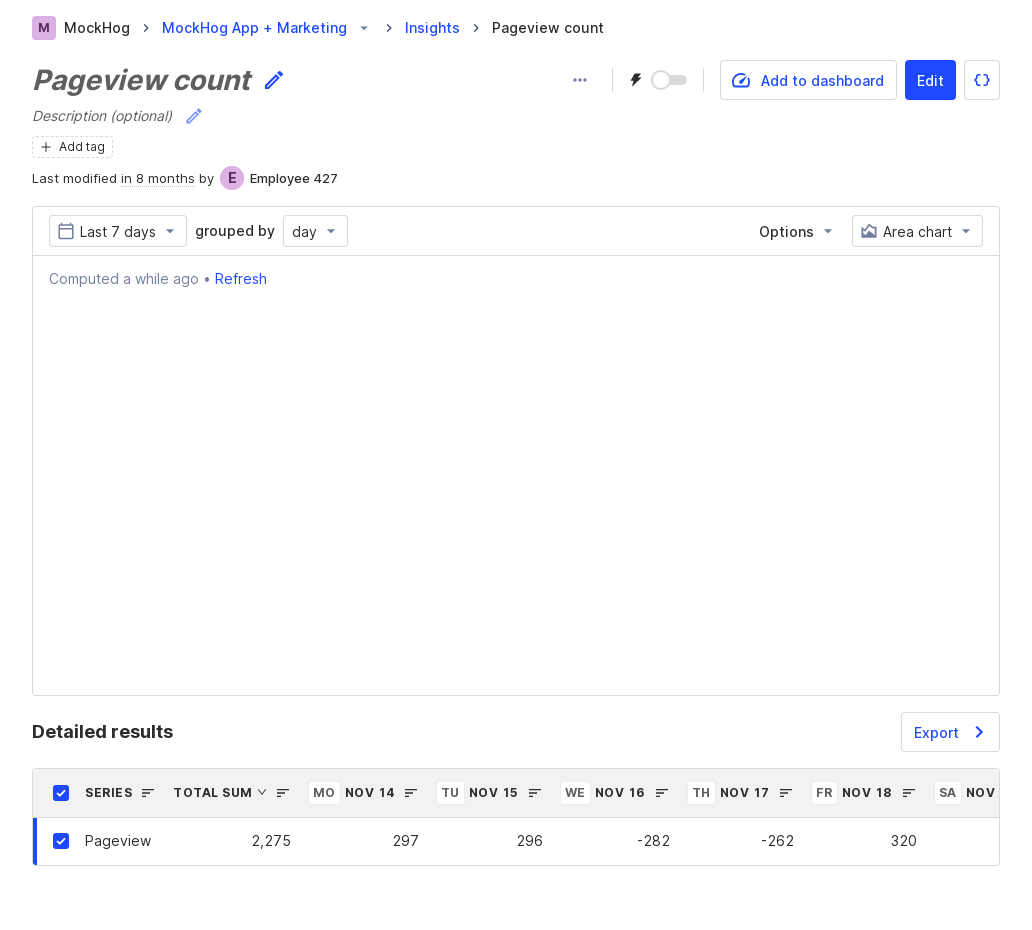 M MockHog MockHog App + Marketing Insights Pageview count
Pageview count Add to dashboard Edit {}
Description (optional)
Add tag
Last modified in 8 months by E Employee 427
Last 7 days grouped by day Options Area chart
Computed a while ago • Refresh
Detailed results Export
SERIES TOTAL SUM MO NOV 14 TU NOV 15 WE NOV 16 TH NOV 17 FR NOV 18 SA NOV
Pageview 2,275 297 296 -282 -262 320